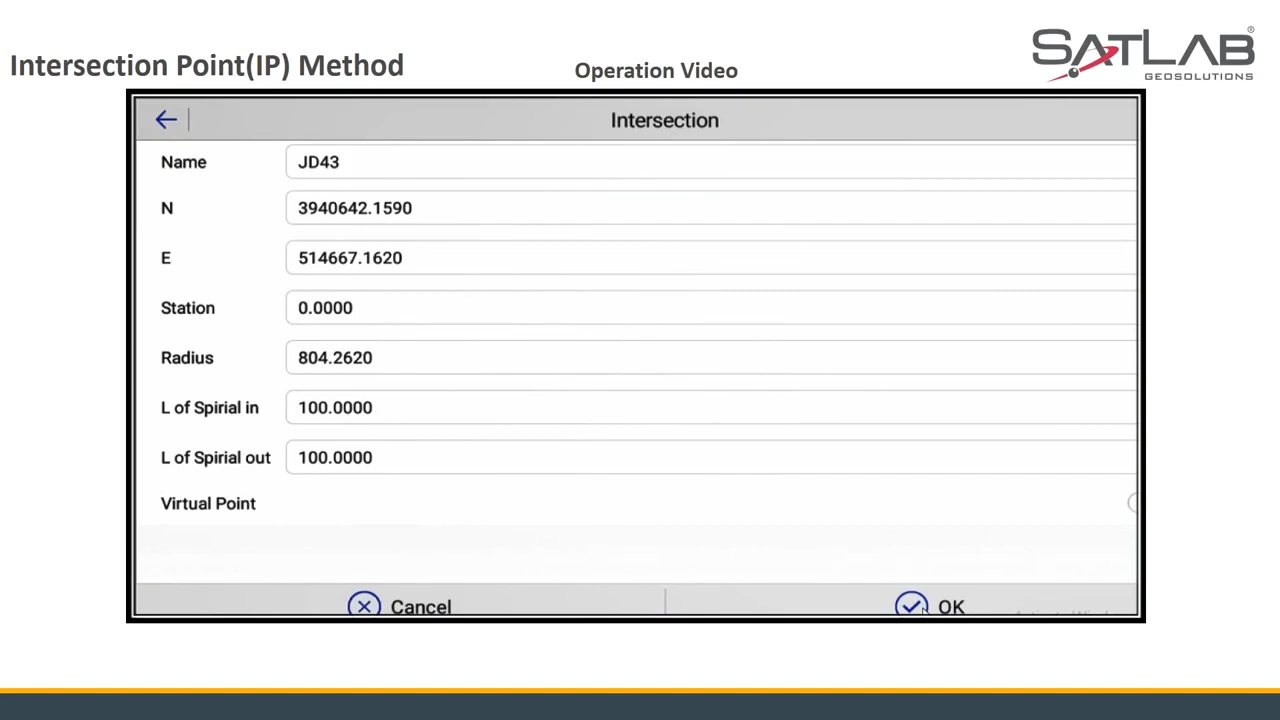 Intersection Point(IP) Method
Operation Video
SATLAB®
GEOSOLUTIONS
Intersection
Name JD43
N 3940642.1590
E 514667.1620
Station 0.0000
Radius 804.2620
L of Spirial in 100.0000
L of Spirial out 100.0000
Virtual Point
Cancel OK